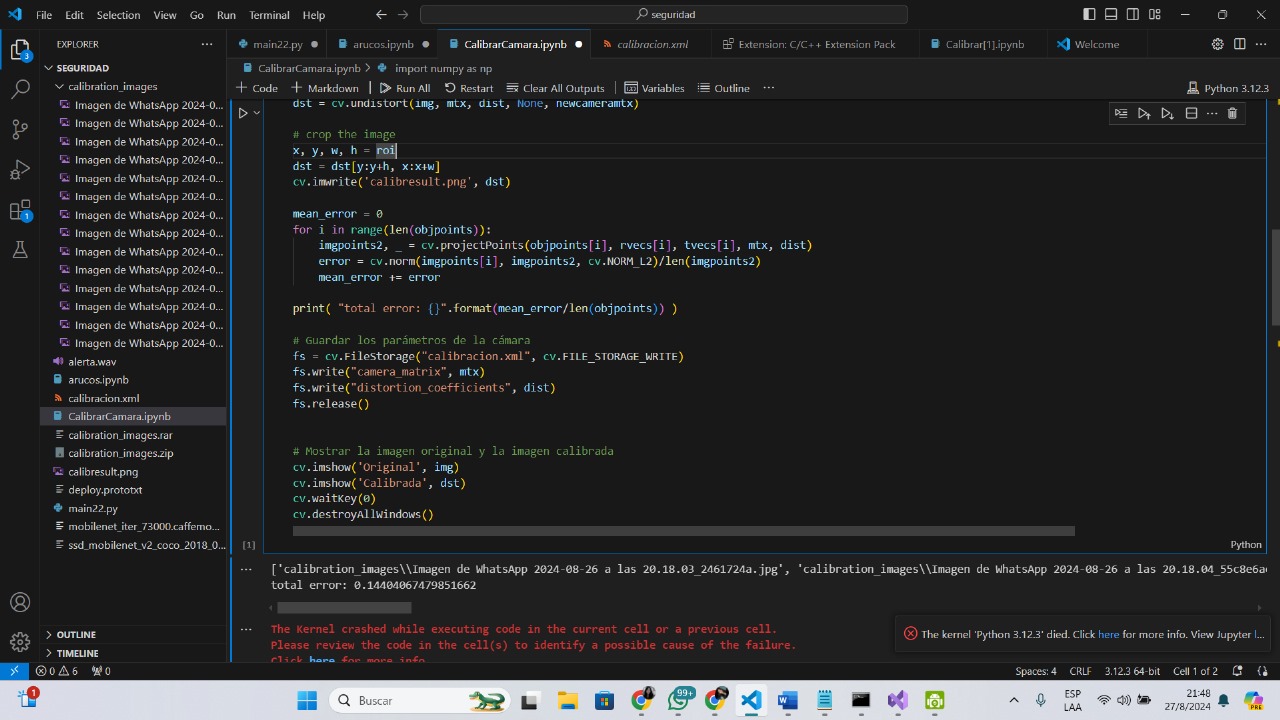 File Edit Selection View Go Run Terminal Help seguridad
EXPLORER main22.py arucos.ipynb CalibrarCamara.ipynb calibracion.xml Extension: C/C++ Extension Pack Calibrar[1].ipynb Welcome
SEGURIDAD
CalibrarCamara.ipynb > import numpy as np
Code Markdown Run All Restart Clear All Outputs Variables Outline ... Python 3.12.3
calibration_images
Imagen de WhatsApp 2024-0...
Imagen de WhatsApp 2024-0...
Imagen de WhatsApp 2024-0...
Imagen de WhatsApp 2024-0...
Imagen de WhatsApp 2024-0...
Imagen de WhatsApp 2024-0...
Imagen de WhatsApp 2024-0...
Imagen de WhatsApp 2024-0...
Imagen de WhatsApp 2024-0...
Imagen de WhatsApp 2024-0...
Imagen de WhatsApp 2024-0...
Imagen de WhatsApp 2024-0...
Imagen de WhatsApp 2024-0...
Imagen de WhatsApp 2024-0...
alerta.wav
arucos.ipynb
calibracion.xml
CalibrarCamara.ipynb
calibration_images.rar
calibration_images.zip
calibresult.png
deploy.prototxt
main22.py
mobilenet_iter_73000.caffemo...
ssd_mobilenet_v2_coco_2018_0...
OUTLINE
TIMELINE
dst = cv.undistort(img, mtx, dist, None, newcameramtx)
# crop the image
x, y, w, h = roi
dst = dst[y:y+h, x:x+w]
cv.imwrite('calibresult.png', dst)
mean_error = 0
for i in range(len(objpoints)):
imgpoints2, _ = cv.projectPoints(objpoints[i], rvecs[i], tvecs[i], mtx, dist)
error = cv.norm(imgpoints[i], imgpoints2, cv.NORM_L2)/len(imgpoints2)
mean_error += error
print( "total error: {}".format(mean_error/len(objpoints)) )
# Guardar los parámetros de la cámara
fs = cv.FileStorage("calibracion.xml", cv.FILE_STORAGE_WRITE)
fs.write("camera_matrix", mtx)
fs.write("distortion_coefficients", dist)
fs.release()
# Mostrar la imagen original y la imagen calibrada
cv.imshow('Original', img)
cv.imshow('Calibrada', dst)
cv.waitKey(0)
cv.destroyAllWindows()
[1] Python
['calibration_images\\Imagen de WhatsApp 2024-08-26 a las 20.18.03_2461724a.jpg', 'calibration_images\\Imagen de WhatsApp 2024-08-26 a las 20.18.04_55c8e6a
total error: 0.14404067479851662
The Kernel crashed while executing code in the current cell or a previous cell.
Please review the code in the cell(s) to identify a possible cause of the failure.
Click here for more info.
The kernel 'Python 3.12.3' died. Click here for more info. View Jupyter l...
0 6 0 Spaces: 4 CRLF 3.12.3 64-bit Cell 1 of 2
Buscar 99+ ESP LAA 21:48 27/8/2024